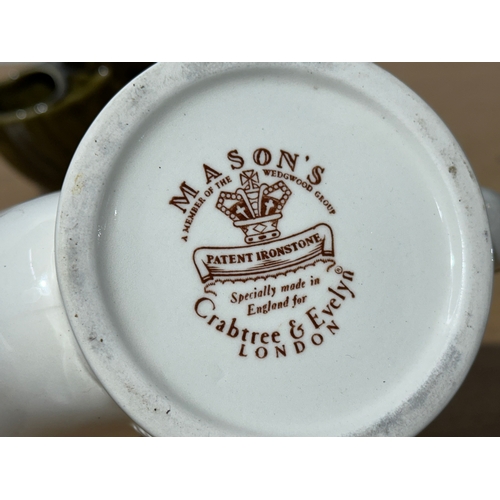 MASON'S
A MEMBER OF THE WEDGWOOD GROUP
PATENT IRONSTONE
Specially made in
England for
Crabtree & Evelyn®
LONDON